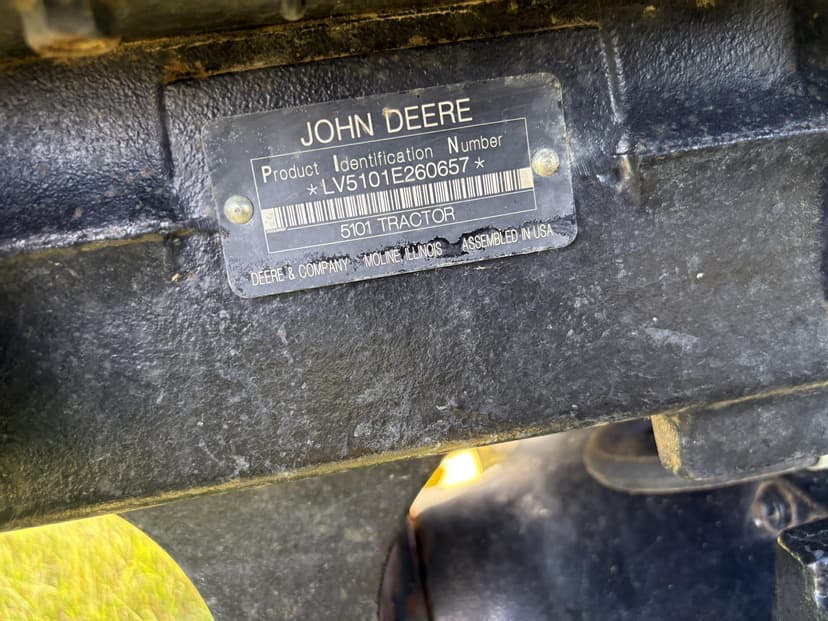 JOHN DEERE
Product Identification Number
*LV5101E260657*
5101 TRACTOR
DEERE & COMPANY MOLINE, ILLINOIS ASSEMBLED IN USA